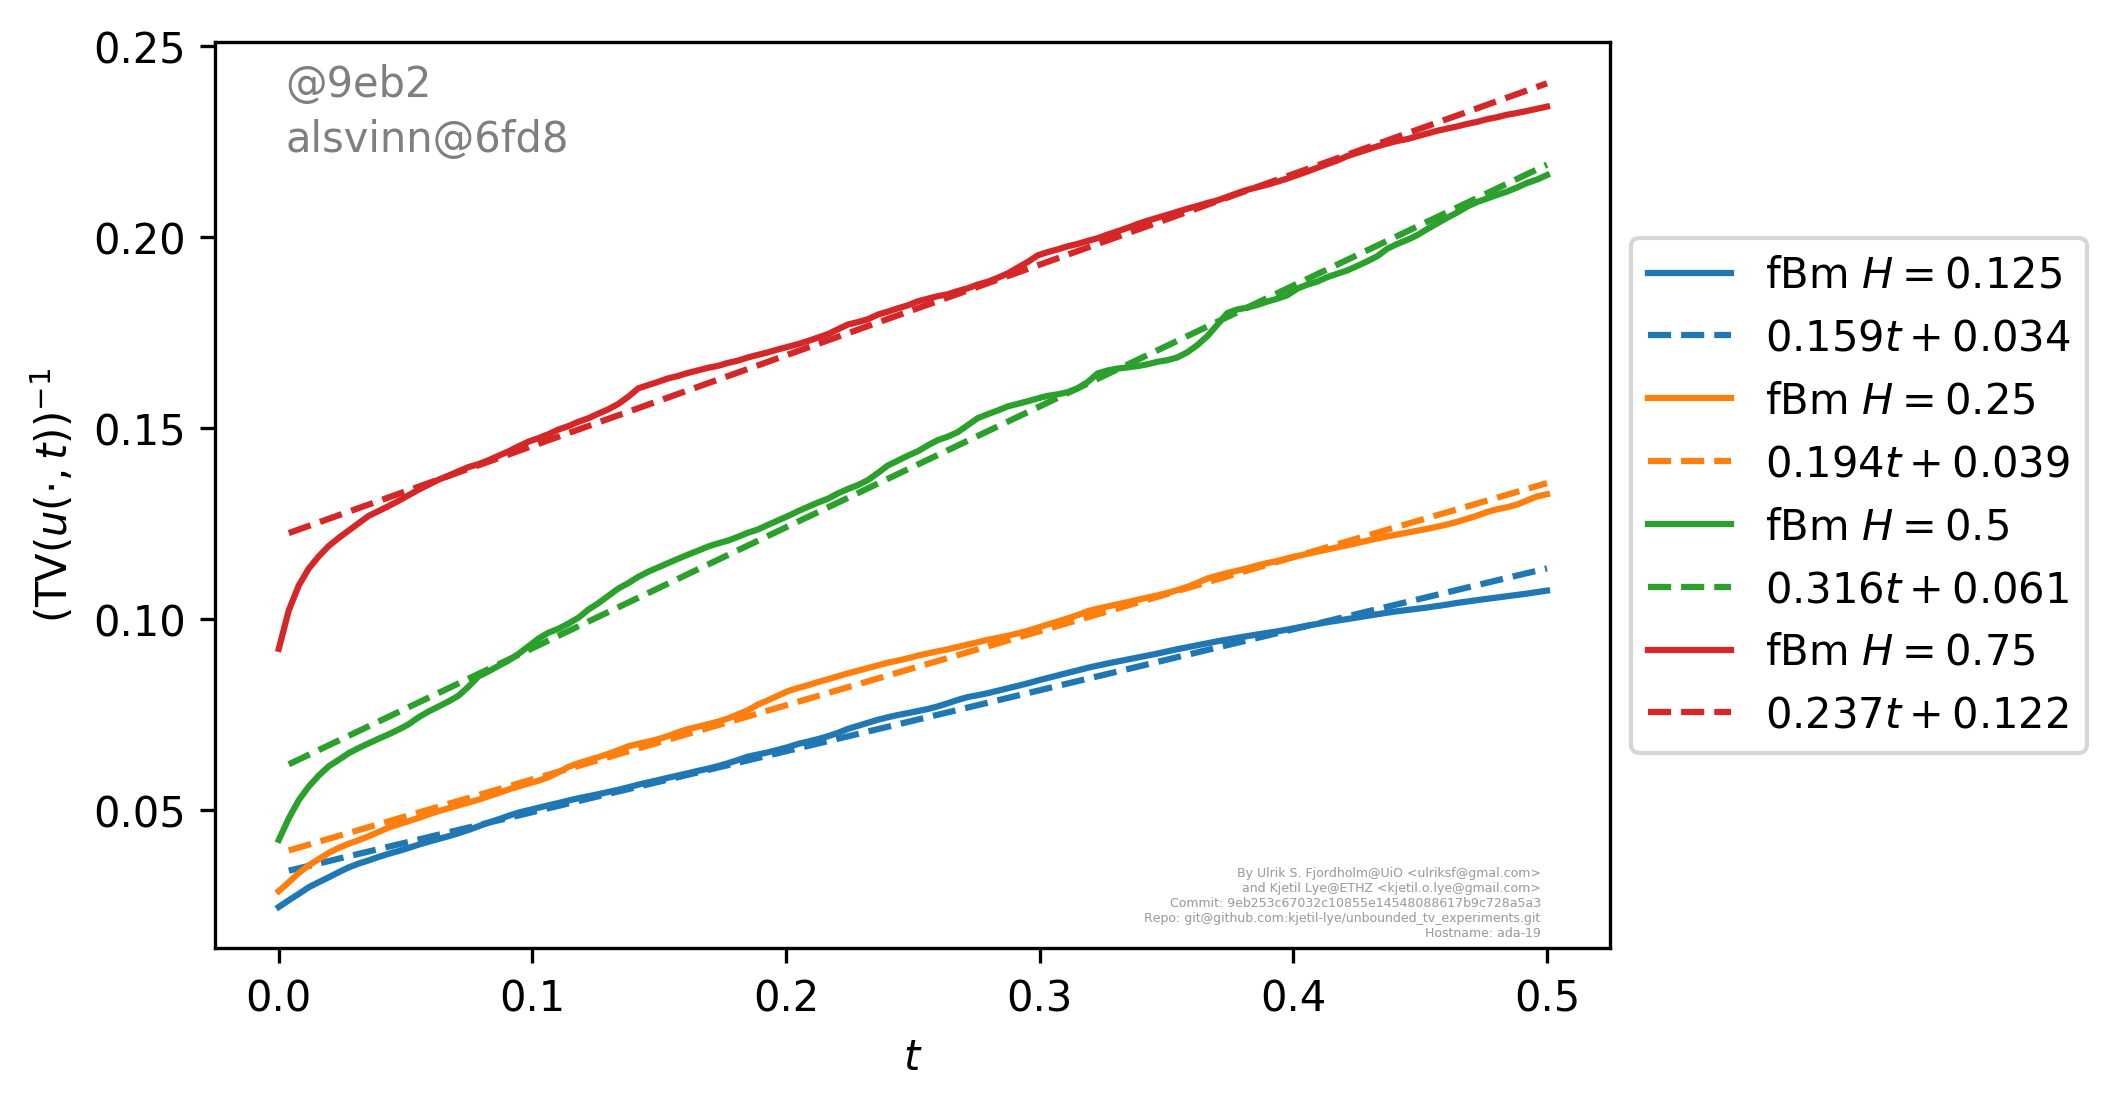 @9eb2
alsvinn@6fd8
0.25
0.20
0.15
0.10
0.05
(TV(u(·, t))⁻¹
0.0 0.1 0.2 0.3 0.4 0.5
t
fBm H = 0.125
0.159t + 0.034
fBm H = 0.25
0.194t + 0.039
fBm H = 0.5
0.316t + 0.061
fBm H = 0.75
0.237t + 0.122
By Ulrik S. Fjordholm@UiO <ulriksf@gmal.com>
and Kjetil Lye@ETHZ <kjetil.o.lye@gmail.com>
Commit: 9eb253c67032c10855e14548088617b9c728a5a3
Repo: git@github.com:kjetil-lye/unbounded_tv_experiments.git
Hostname: ada-19